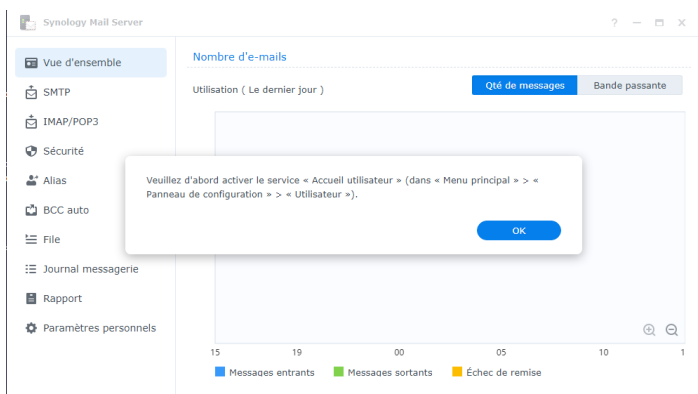 Synology Mail Server
Vue d'ensemble
SMTP
IMAP/POP3
Sécurité
Alias
BCC auto
File
Journal messagerie
Rapport
Paramètres personnels
Nombre d'e-mails
Utilisation ( Le dernier jour )
Qté de messages
Bande passante
Veuillez d'abord activer le service « Accueil utilisateur » (dans « Menu principal » > «
Panneau de configuration » > « Utilisateur »).
OK
15 19 00 05 10 1
Messages entrants Messages sortants Échec de remise